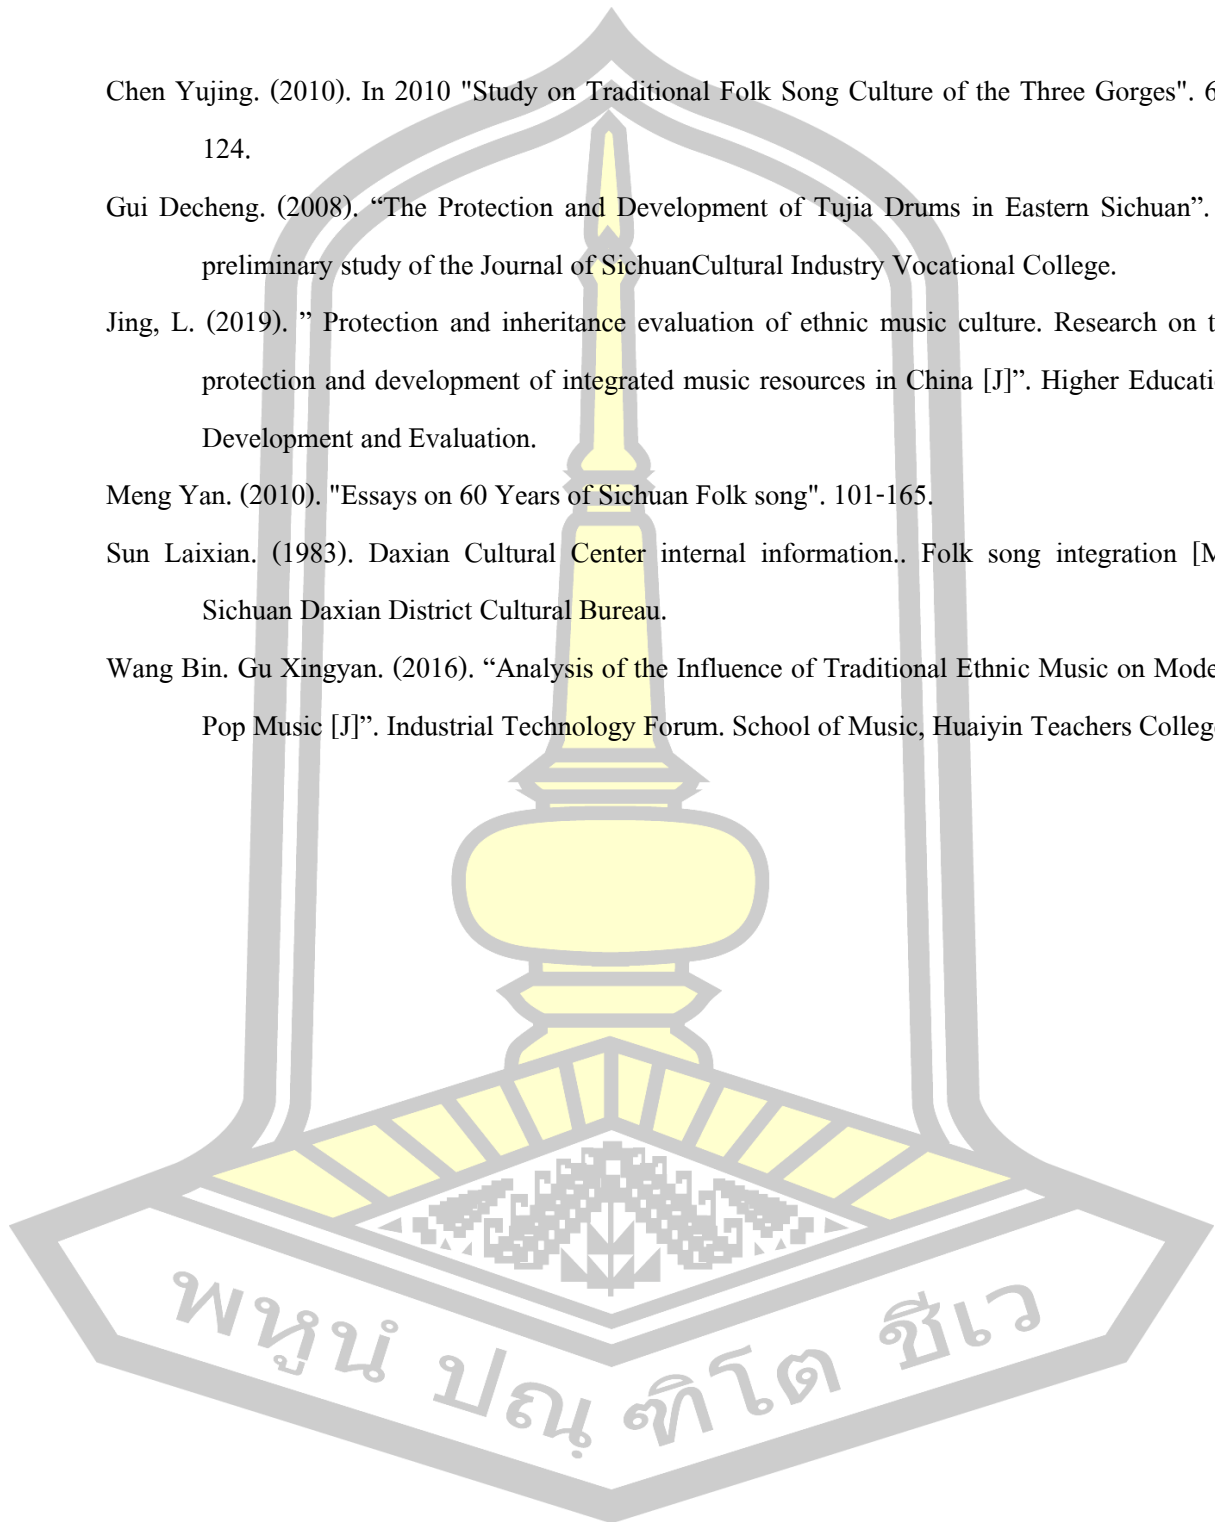 Chen Yujing. (2010). In 2010 "Study on Traditional Folk Song Culture of the Three Gorges". 6
124.
Gui Decheng. (2008). “The Protection and Development of Tujia Drums in Eastern Sichuan”.
preliminary study of the Journal of SichuanCultural Industry Vocational College.
Jing, L. (2019). ” Protection and inheritance evaluation of ethnic music culture. Research on t
protection and development of integrated music resources in China [J]”. Higher Educati
Development and Evaluation.
Meng Yan. (2010). "Essays on 60 Years of Sichuan Folk song". 101-165.
Sun Laixian. (1983). Daxian Cultural Center internal information.. Folk song integration [M
Sichuan Daxian District Cultural Bureau.
Wang Bin. Gu Xingyan. (2016). “Analysis of the Influence of Traditional Ethnic Music on Mode
Pop Music [J]”. Industrial Technology Forum. School of Music, Huaiyin Teachers Colleg
พหูนํ ปณฺฑิโต ชีเว